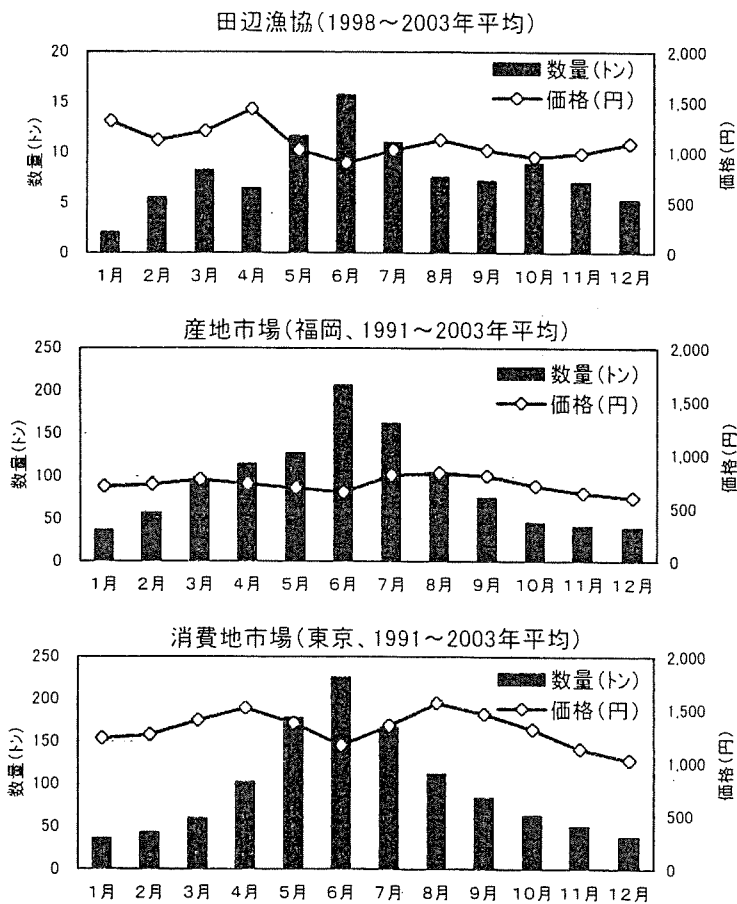 田辺漁協(1998～2003年平均)
20
15
10
5
0
数量(トン)
2,000
1,500
1,000
500
0
価格(円)
数量(トン)
価格(円)
1月 2月 3月 4月 5月 6月 7月 8月 9月 10月 11月 12月
産地市場(福岡、1991～2003年平均)
250
200
150
100
50
0
数量(トン)
2,000
1,500
1,000
500
0
価格(円)
数量(トン)
価格(円)
1月 2月 3月 4月 5月 6月 7月 8月 9月 10月 11月 12月
消費地市場(東京、1991～2003年平均)
250
200
150
100
50
0
数量(トン)
2,000
1,500
1,000
500
0
価格(円)
数量(トン)
価格(円)
1月 2月 3月 4月 5月 6月 7月 8月 9月 10月 11月 12月